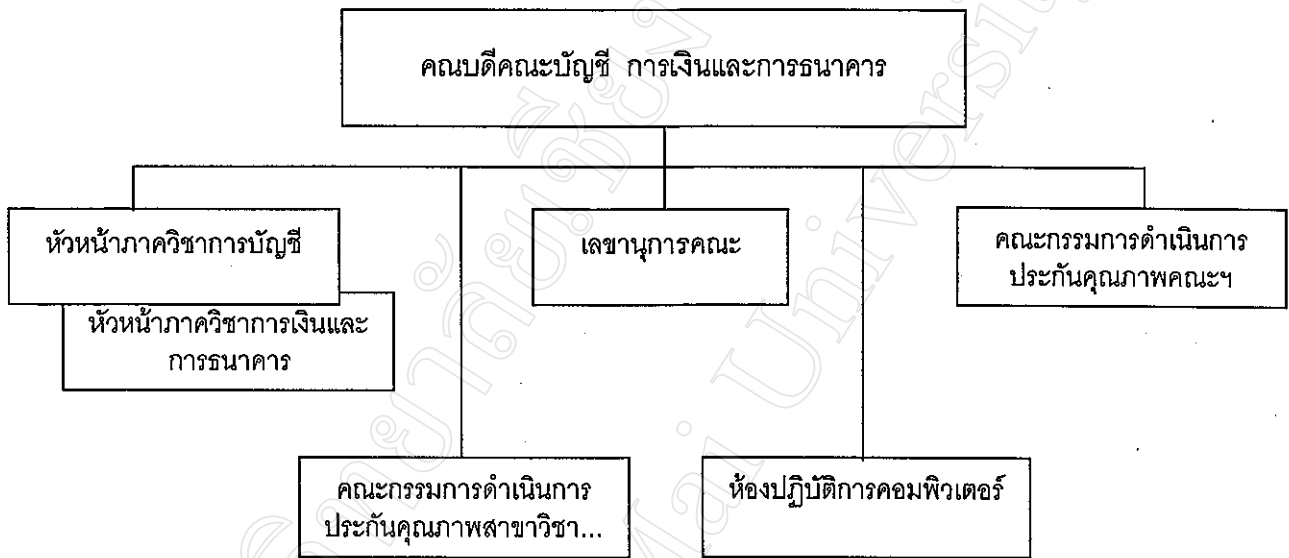 คณบดีคณะบัญชี การเงินและการธนาคาร
หัวหน้าภาควิชาการบัญชี
หัวหน้าภาควิชาการเงินและ
การธนาคาร
เลขานุการคณะ
คณะกรรมการดำเนินการ
ประกันคุณภาพคณะฯ
คณะกรรมการดำเนินการ
ประกันคุณภาพสาขาวิชา...
ห้องปฏิบัติการคอมพิวเตอร์